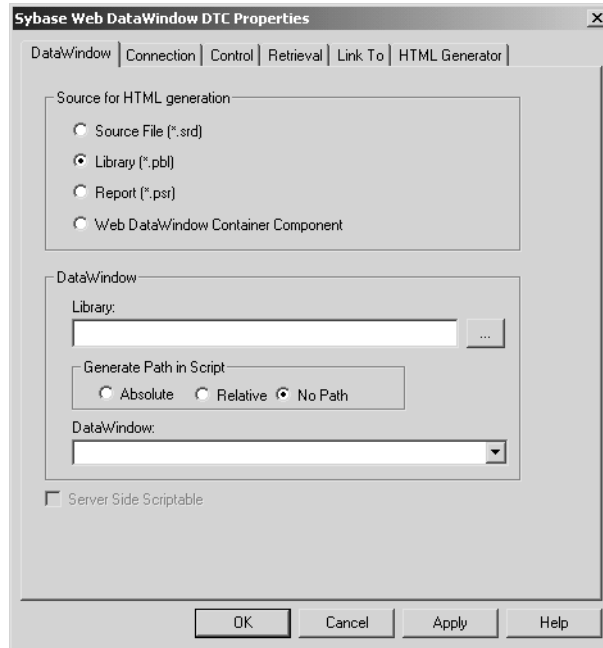 Sybase Web DataWindow DTC Properties
DataWindow Connection Control Retrieval Link To HTML Generator
Source for HTML generation
Source File (*.srd)
Library (*.pbl)
Report (*.psr)
Web DataWindow Container Component
DataWindow
Library:
...
Generate Path in Script
Absolute Relative No Path
DataWindow:
Server Side Scriptable
OK Cancel Apply Help